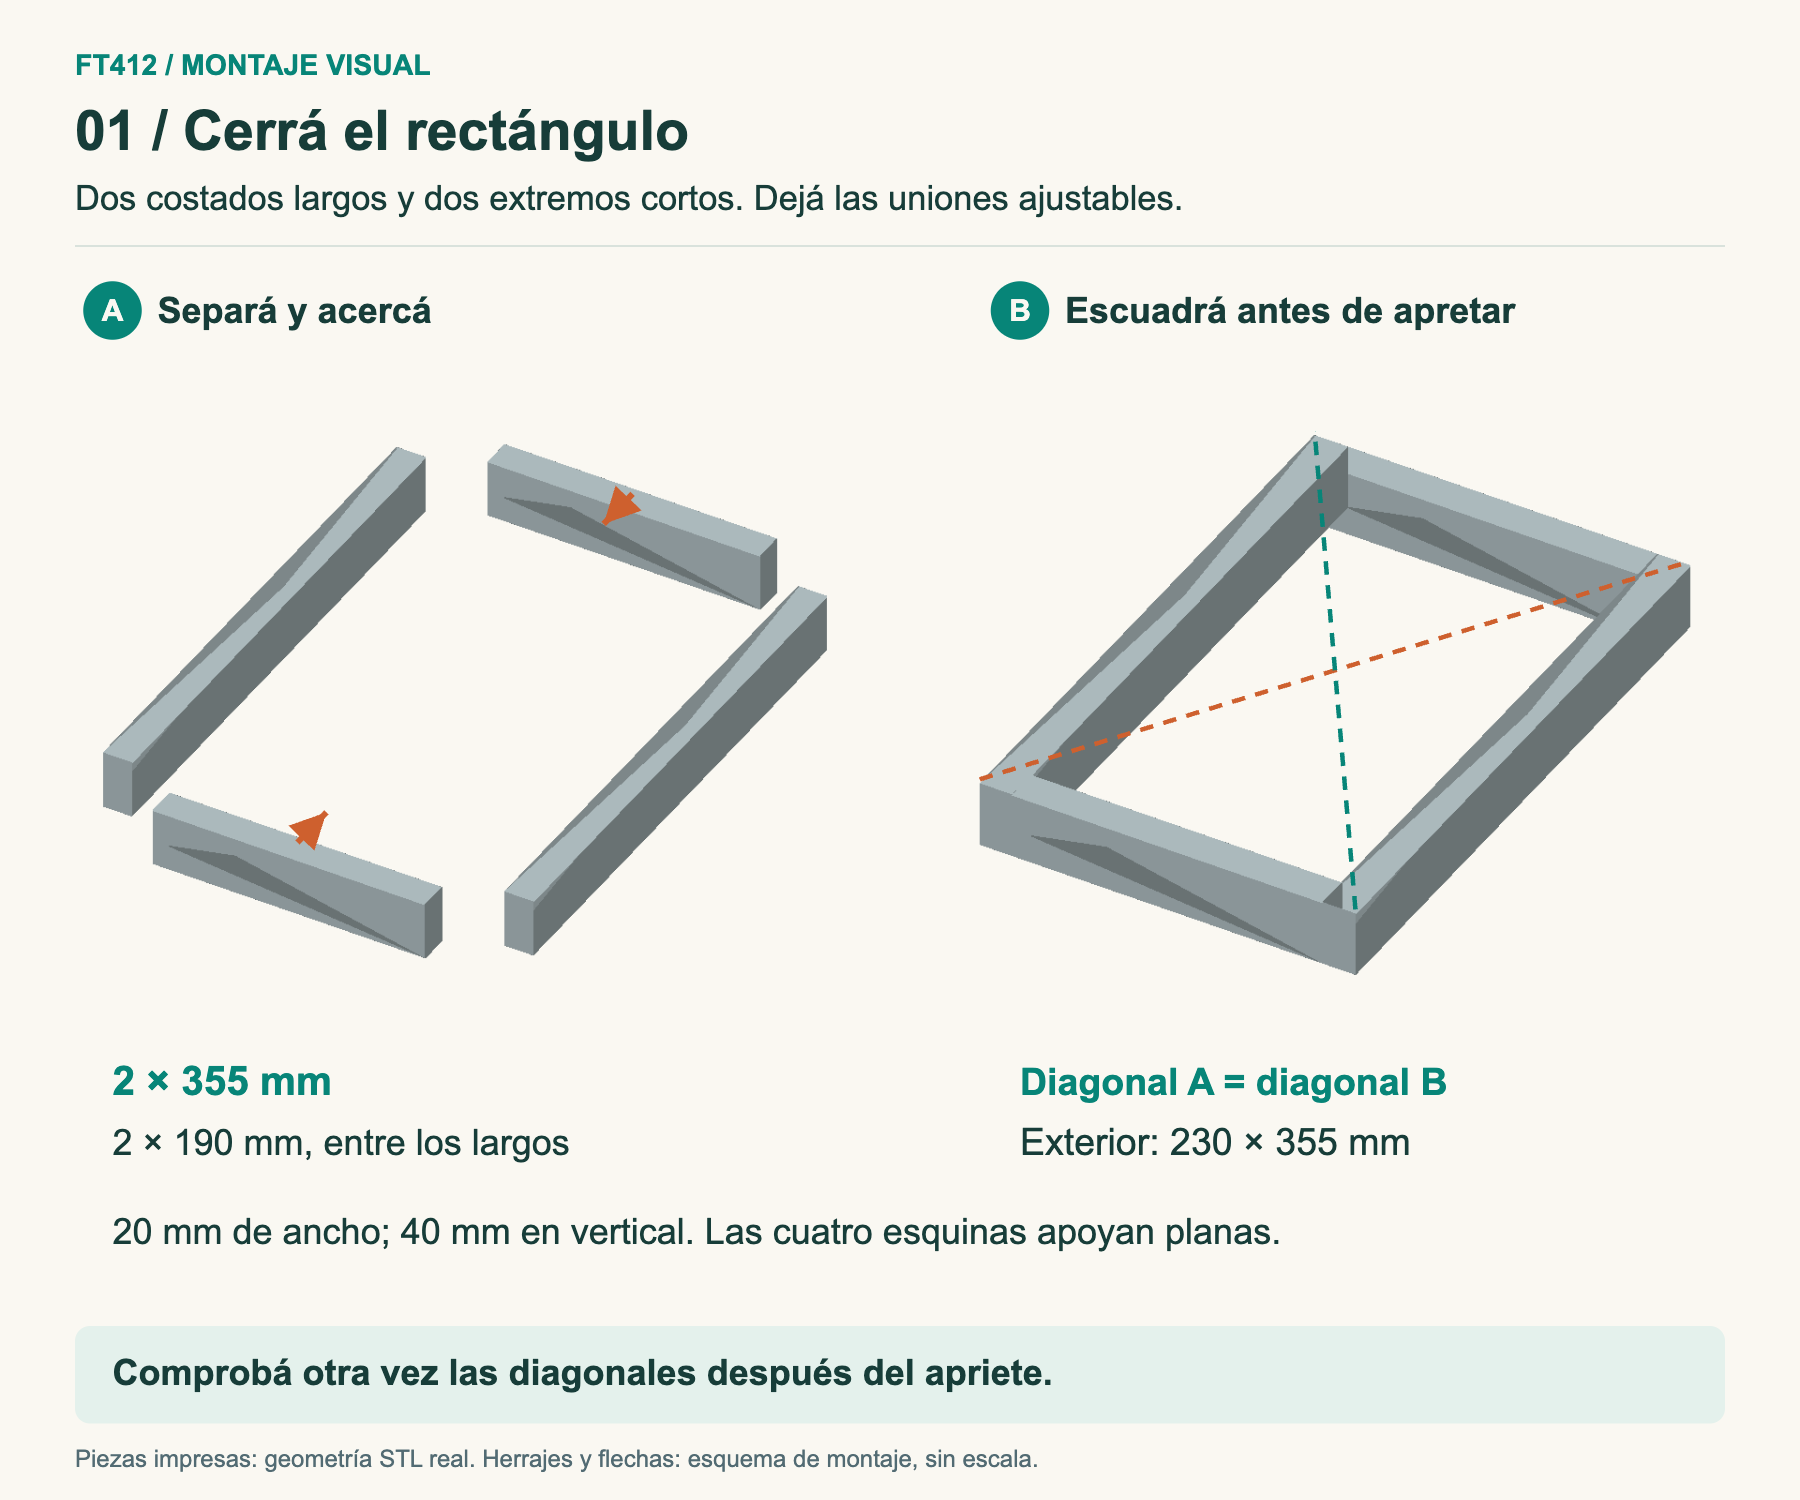 FT412 / MONTAJE VISUAL
01 / Cerrá el rectángulo
Dos costados largos y dos extremos cortos. Dejá las uniones ajustables.
A Separá y acercá
B Escuadrá antes de apretar
2 × 355 mm
2 × 190 mm, entre los largos
Diagonal A = diagonal B
Exterior: 230 × 355 mm
20 mm de ancho; 40 mm en vertical. Las cuatro esquinas apoyan planas.
Comprobá otra vez las diagonales después del apriete.
Piezas impresas: geometría STL real. Herrajes y flechas: esquema de montaje, sin escala.